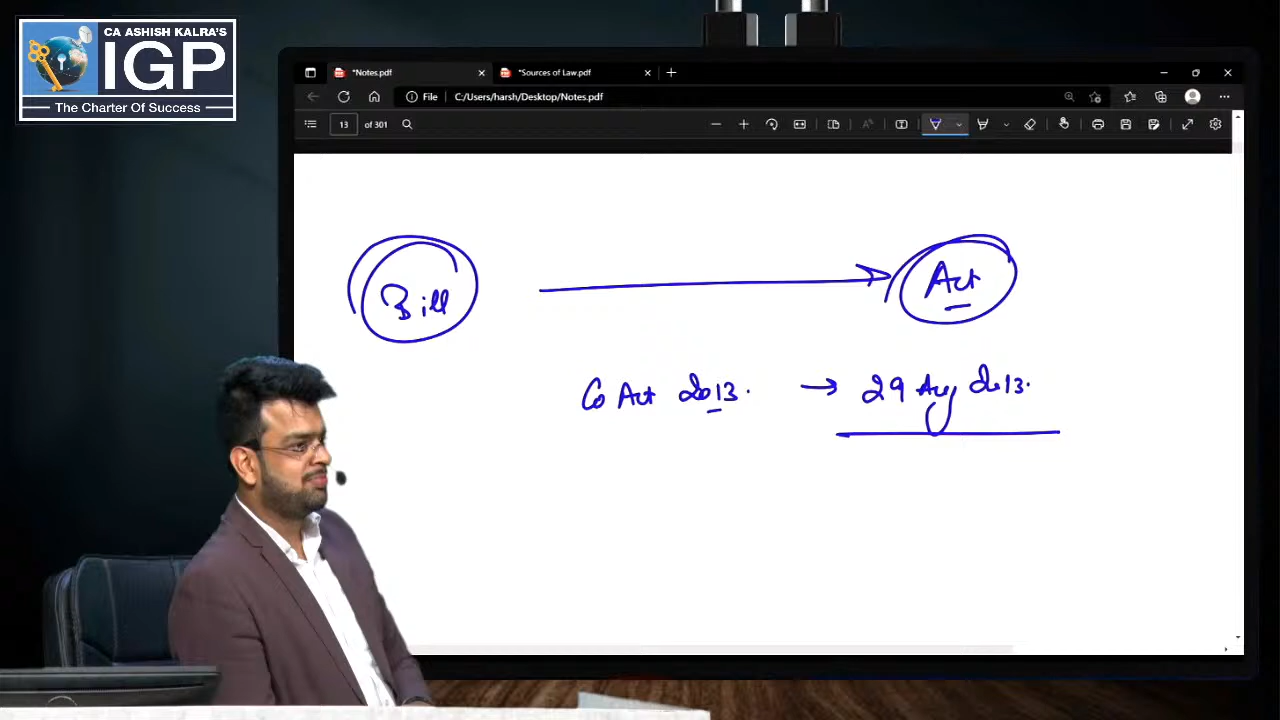 CA ASHISH KALRA'S
IGP
The Charter Of Success
*Notes.pdf
*Sources of Law.pdf
File
C:/Users/harsh/Desktop/Notes.pdf
13 of 301
Bill
Act
Co Act 2013. → 29 Aug 2013.